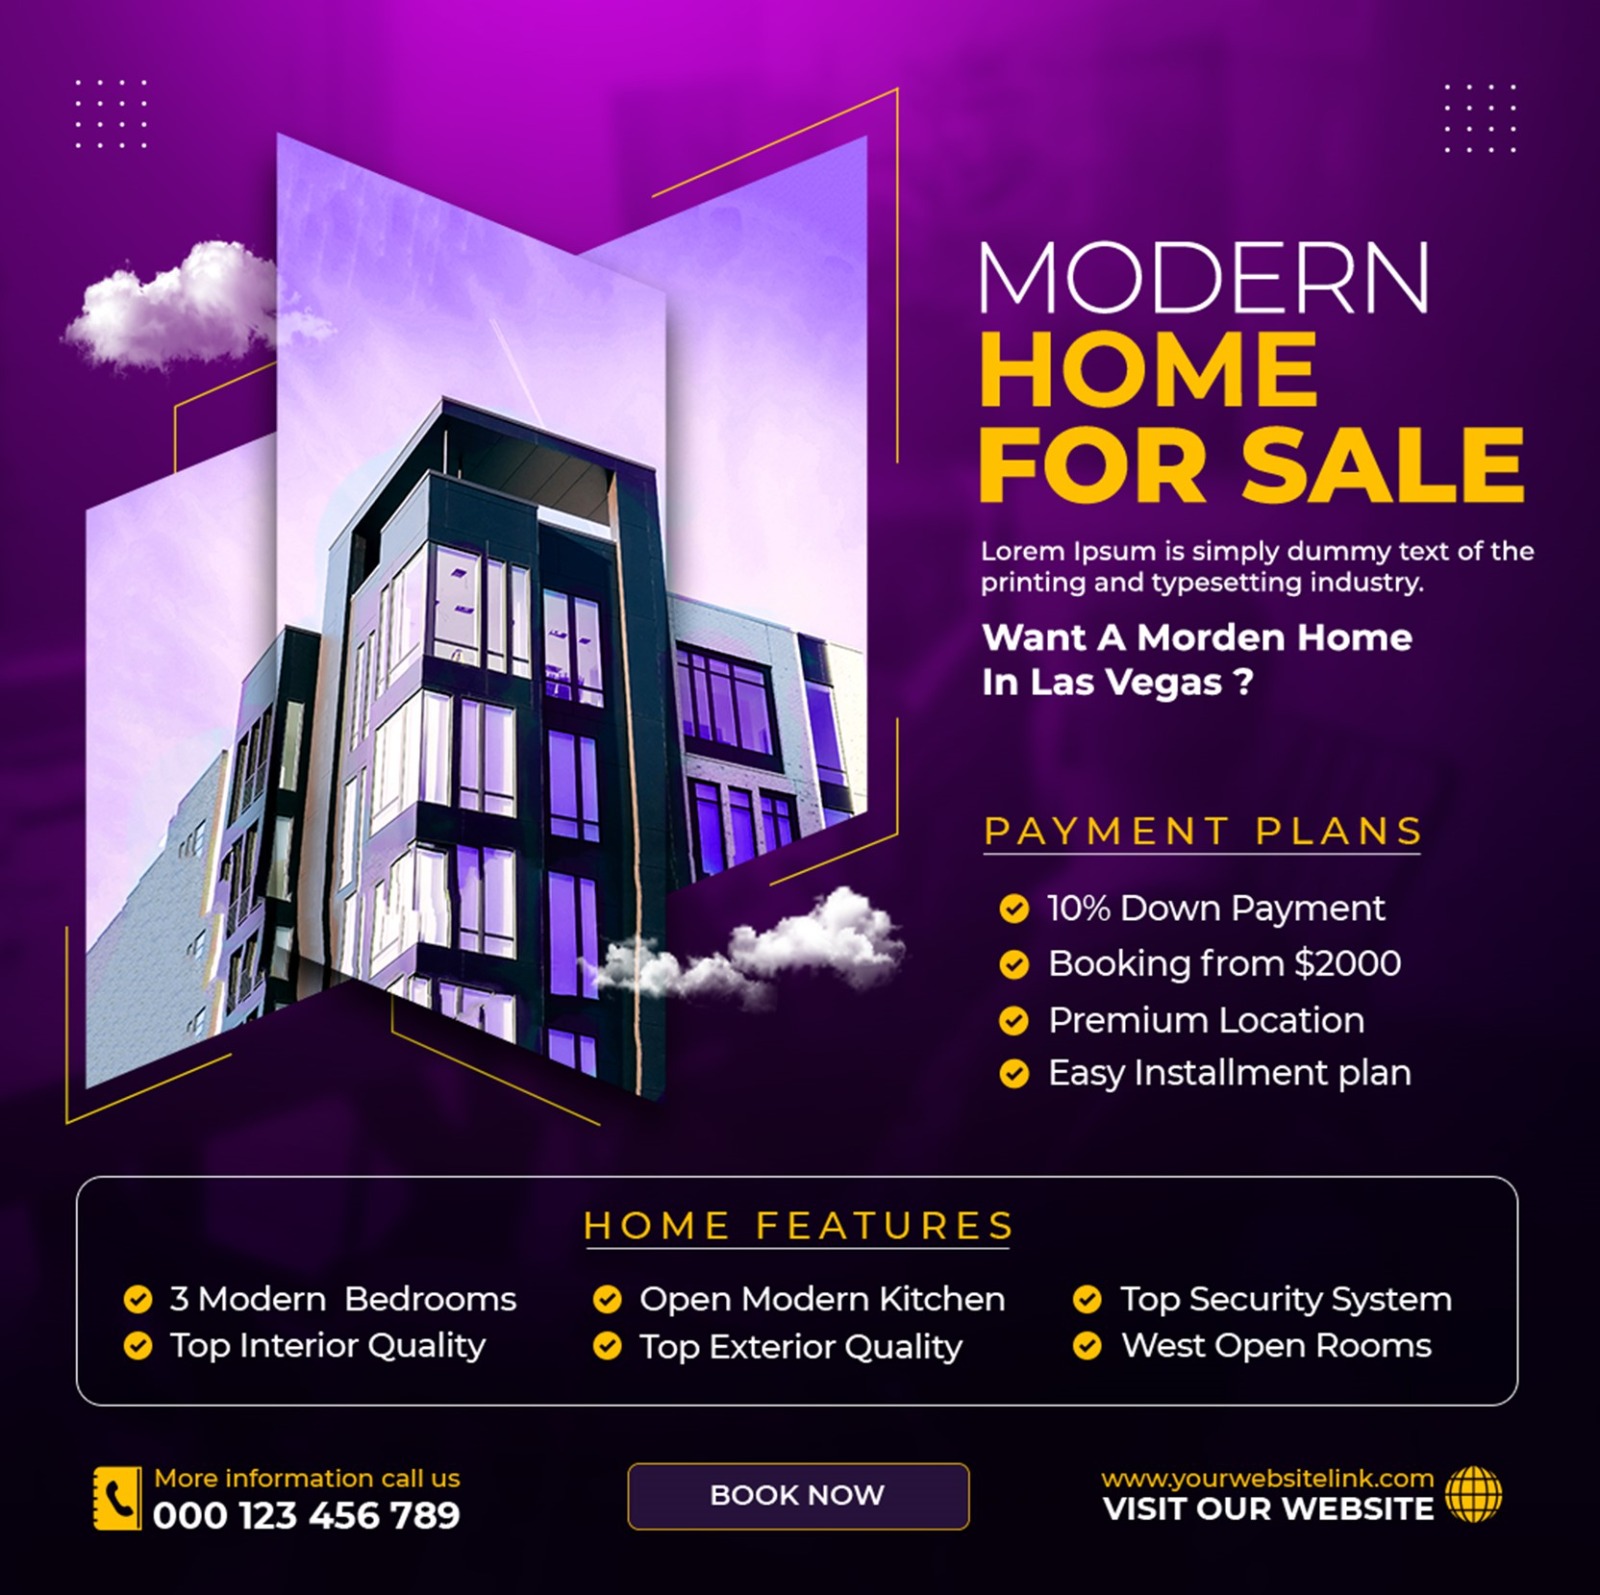 MODERN
HOME
FOR SALE
Lorem Ipsum is simply dummy text of the
printing and typesetting industry.
Want A Morden Home
In Las Vegas ?
PAYMENT PLANS
10% Down Payment
Booking from $2000
Premium Location
Easy Installment plan
HOME FEATURES
3 Modern Bedrooms
Top Interior Quality
Open Modern Kitchen
Top Exterior Quality
Top Security System
West Open Rooms
More information call us
000 123 456 789
BOOK NOW
www.yourwebsitelink.com
VISIT OUR WEBSITE